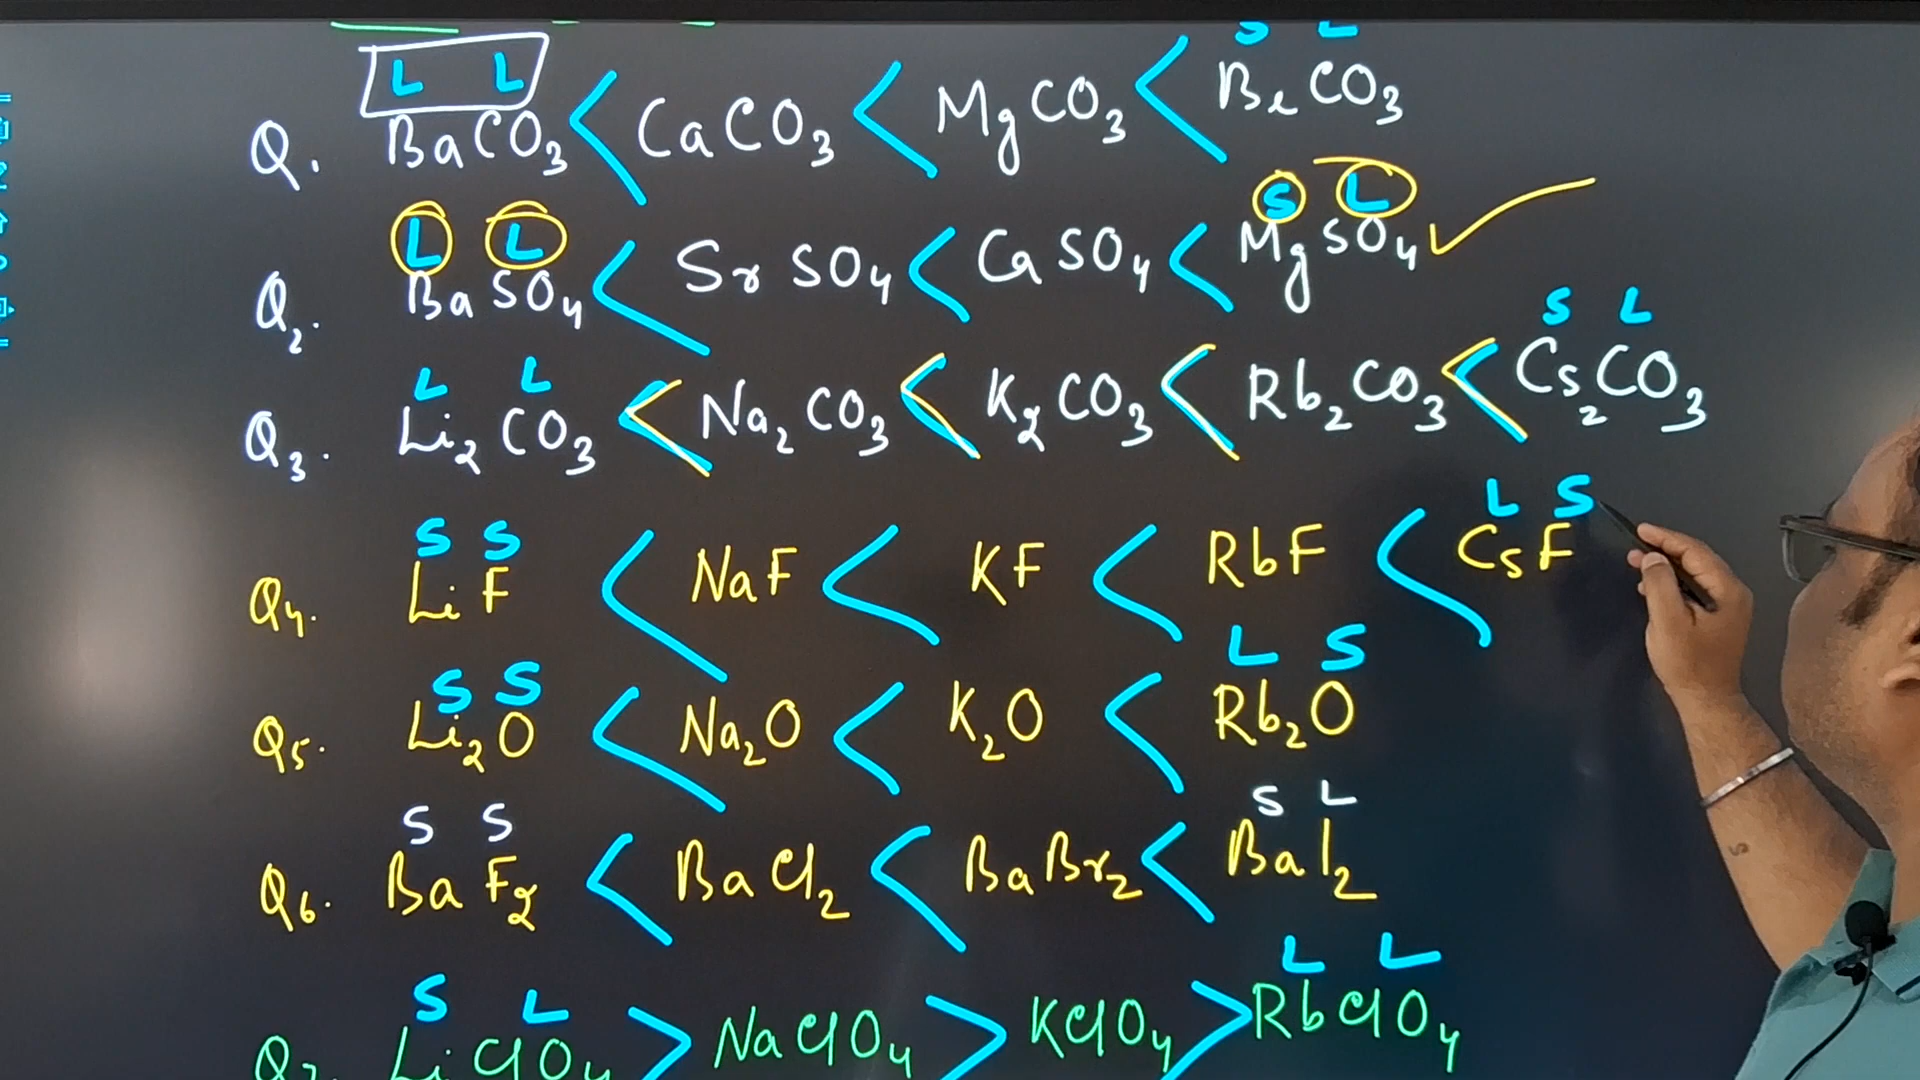 S L
L L
Q. BaCO3 < CaCO3 < MgCO3 < BeCO3
L L S L
Q2. BaSO4 < SrSO4 < CaSO4 < MgSO4 ✓
L L S L
Q3. Li2CO3 < Na2CO3 < K2CO3 < Rb2CO3 < Cs2CO3
S S L S
Q4. LiF < NaF < KF < RbF < CsF
S S L S
Q5. Li2O < Na2O < K2O < Rb2O
S S S L
Q6. BaF2 < BaCl2 < BaBr2 < BaI2
S L L L
Q7. LiClO4 > NaClO4 > KClO4 > RbClO4